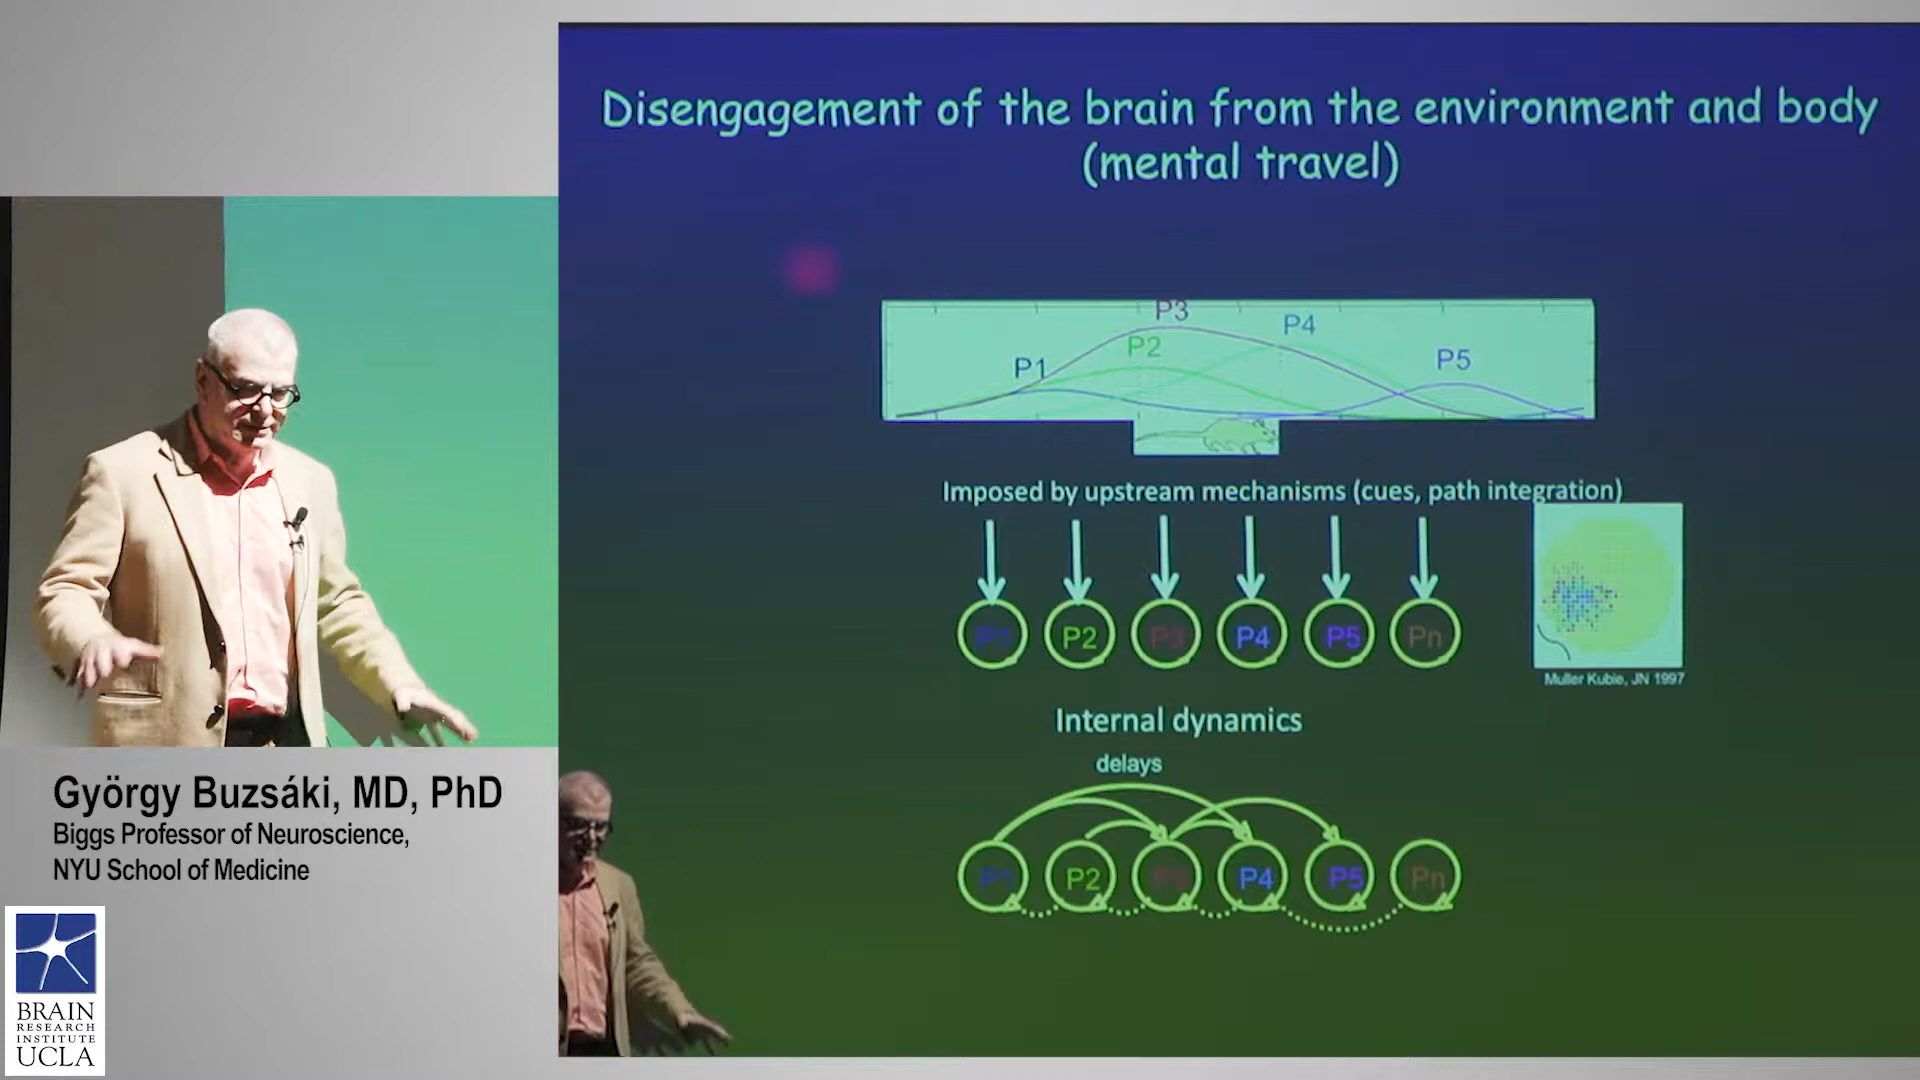 Disengagement of the brain from the environment and body
(mental travel)
P3
P4
P2
P1
P5
Imposed by upstream mechanisms (cues, path integration)
P1 P2 P3 P4 P5 Pn
Muller Kubie, JN 1997
Internal dynamics
delays
P1 P2 P3 P4 P5 Pn
György Buzsáki, MD, PhD
Biggs Professor of Neuroscience,
NYU School of Medicine
BRAIN
RESEARCH
INSTITUTE
UCLA